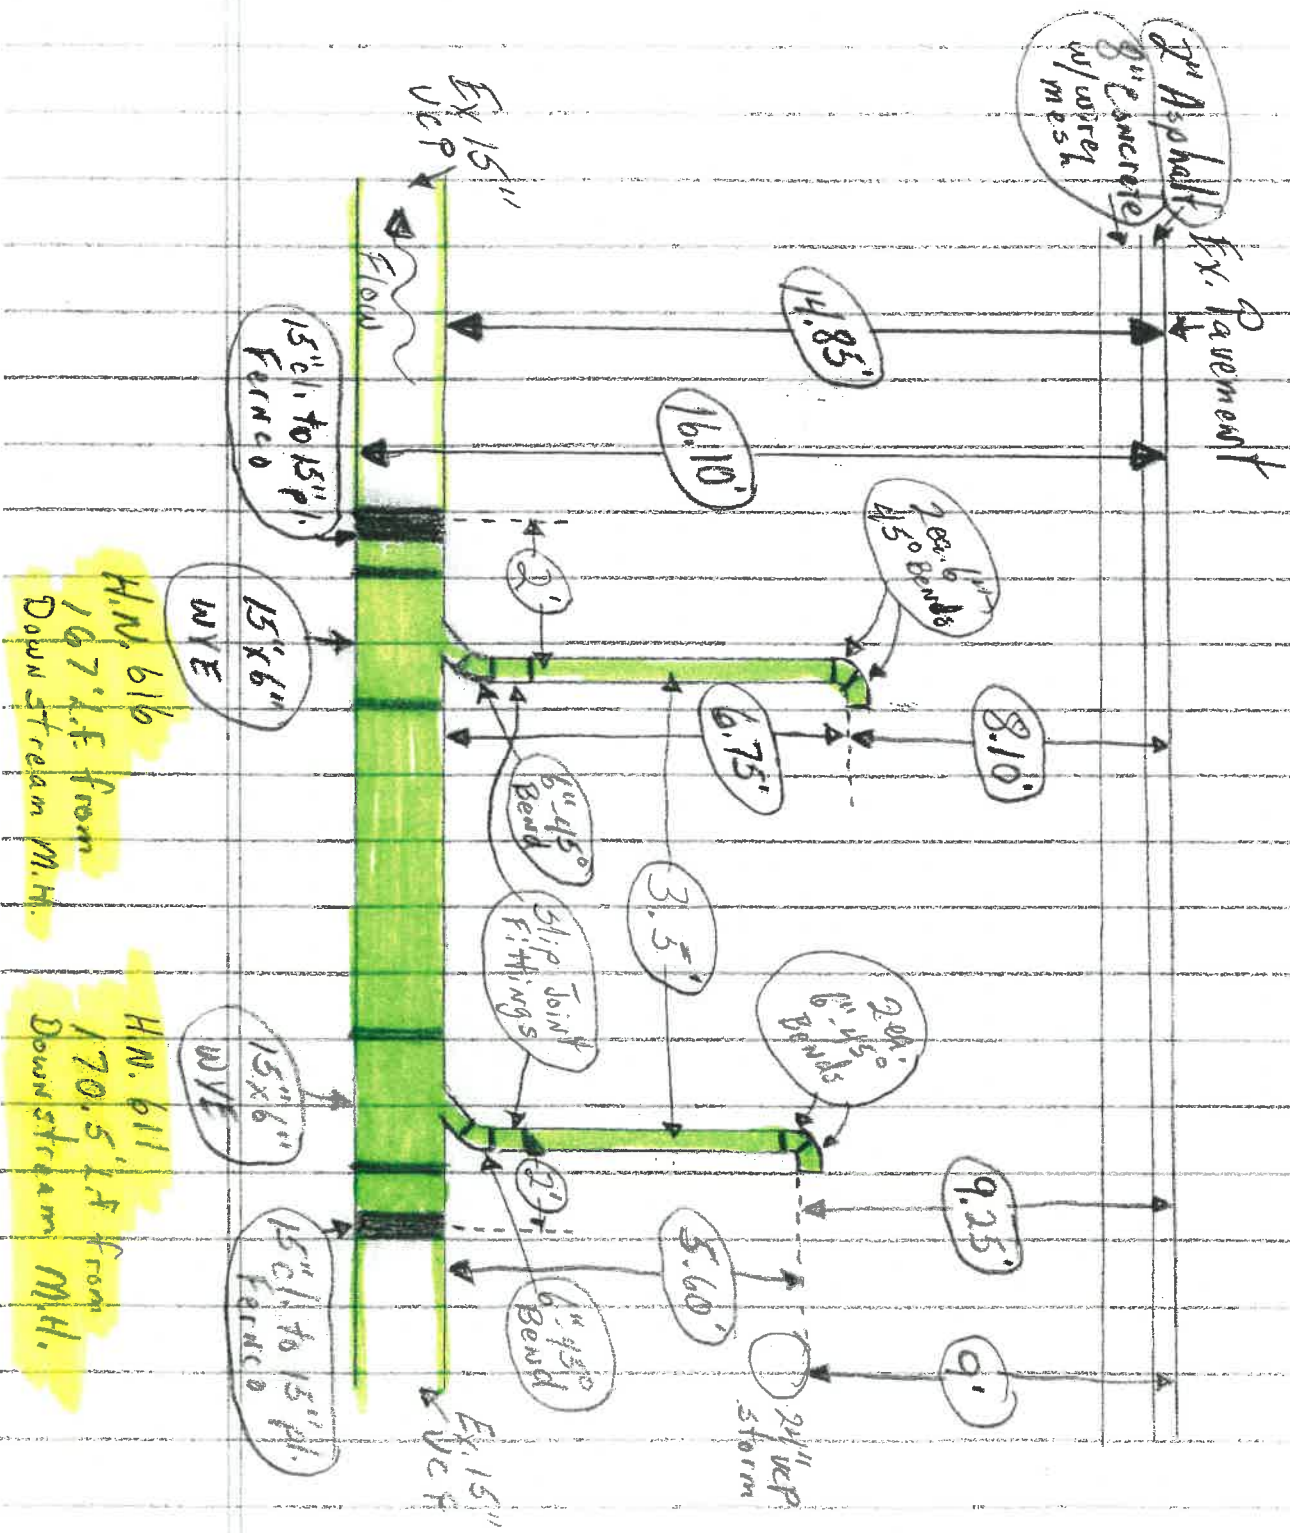 2" Asphalt
8" Concrete
w/wire
mesh
Ex. Pavement
Ex 15"
VCP
Flow
14.85'
16.10'
15" cl. to 15" pl.
Fernco
2'
2 ea. 6"
45° Bends
8.10'
6.75'
15"x6"
WYE
6"-45°
Bend
3.5'
Slip Joint
Fittings
2 ea.
6"-45°
Bends
9.25'
9'
2'
5.60'
24" VCP
storm
6"-45°
Bend
15"x6"
WYE
15" cl. to 15" pl.
Fernco
Ex. 15"
VCP
H.N. 616
167' L.F. from
Down stream M.H.
H.N. 611
170.5' L.F. from
Downstream M.H.